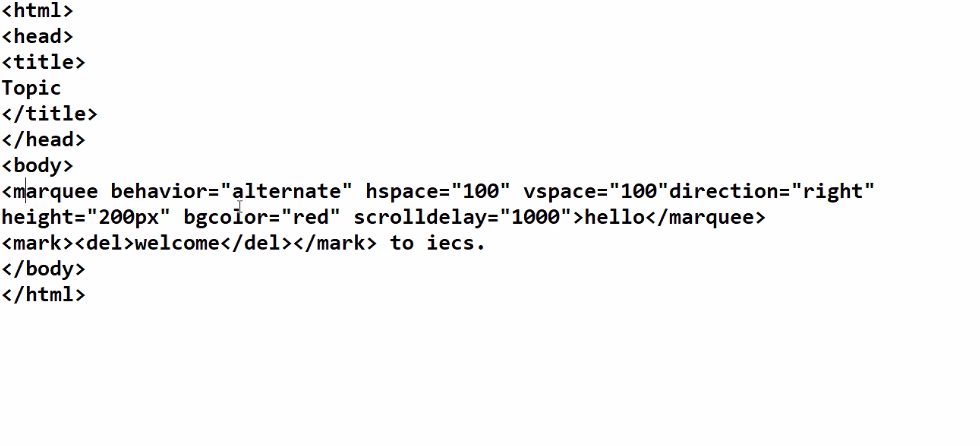 <html>
<head>
<title>
Topic
</title>
</head>
<body>
<marquee behavior="alternate" hspace="100" vspace="100"direction="right"
height="200px" bgcolor="red" scrolldelay="1000">hello</marquee>
<mark><del>welcome</del></mark> to iecs.
</body>
</html>